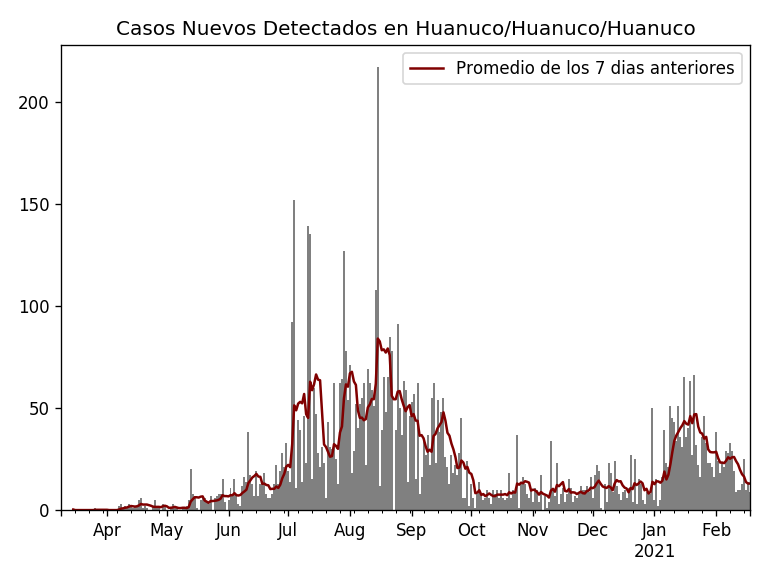 Casos Nuevos Detectados en Huanuco/Huanuco/Huanuco
Promedio de los 7 dias anteriores
200
150
100
50
0
Apr May Jun Jul Aug Sep Oct Nov Dec Jan Feb
2021